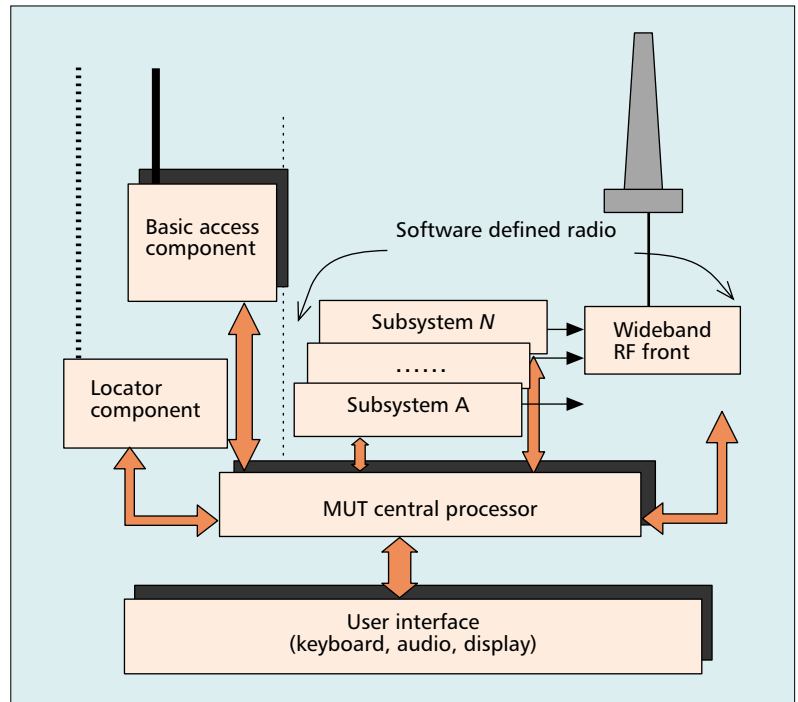 Basic access
component
Software defined radio
Subsystem N
Wideband
RF front
......
Locator
component
Subsystem A
MUT central processor
User interface
(keyboard, audio, display)